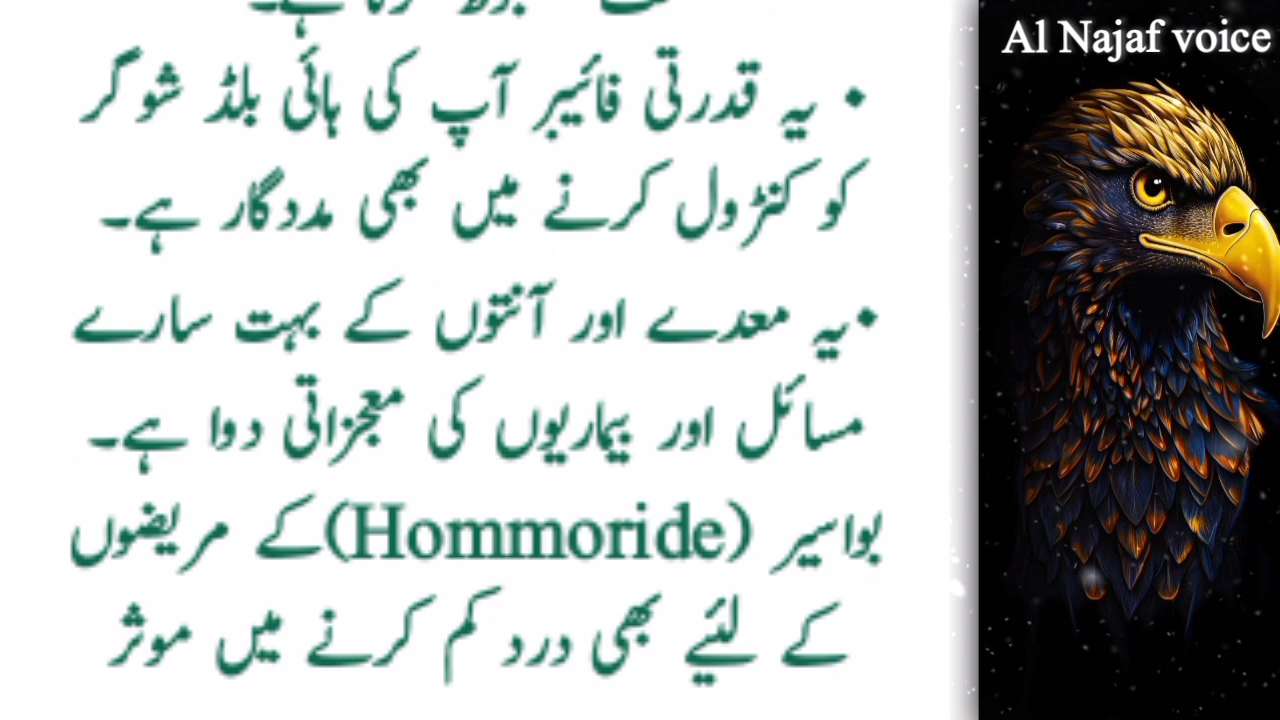 • یہ قدرتی فائیبر آپ کی ہائی بلڈ شوگر
کو کنٹرول کرنے میں بھی مددگار ہے۔
•یہ معدے اور آنتوں کے بہت سارے
مسائل اور بیماریوں کی معجزاتی دوا ہے۔
بواسیر (Hommoride)کے مریضوں
کے لئیے بھی درد کم کرنے میں موثر
Al Najaf voice